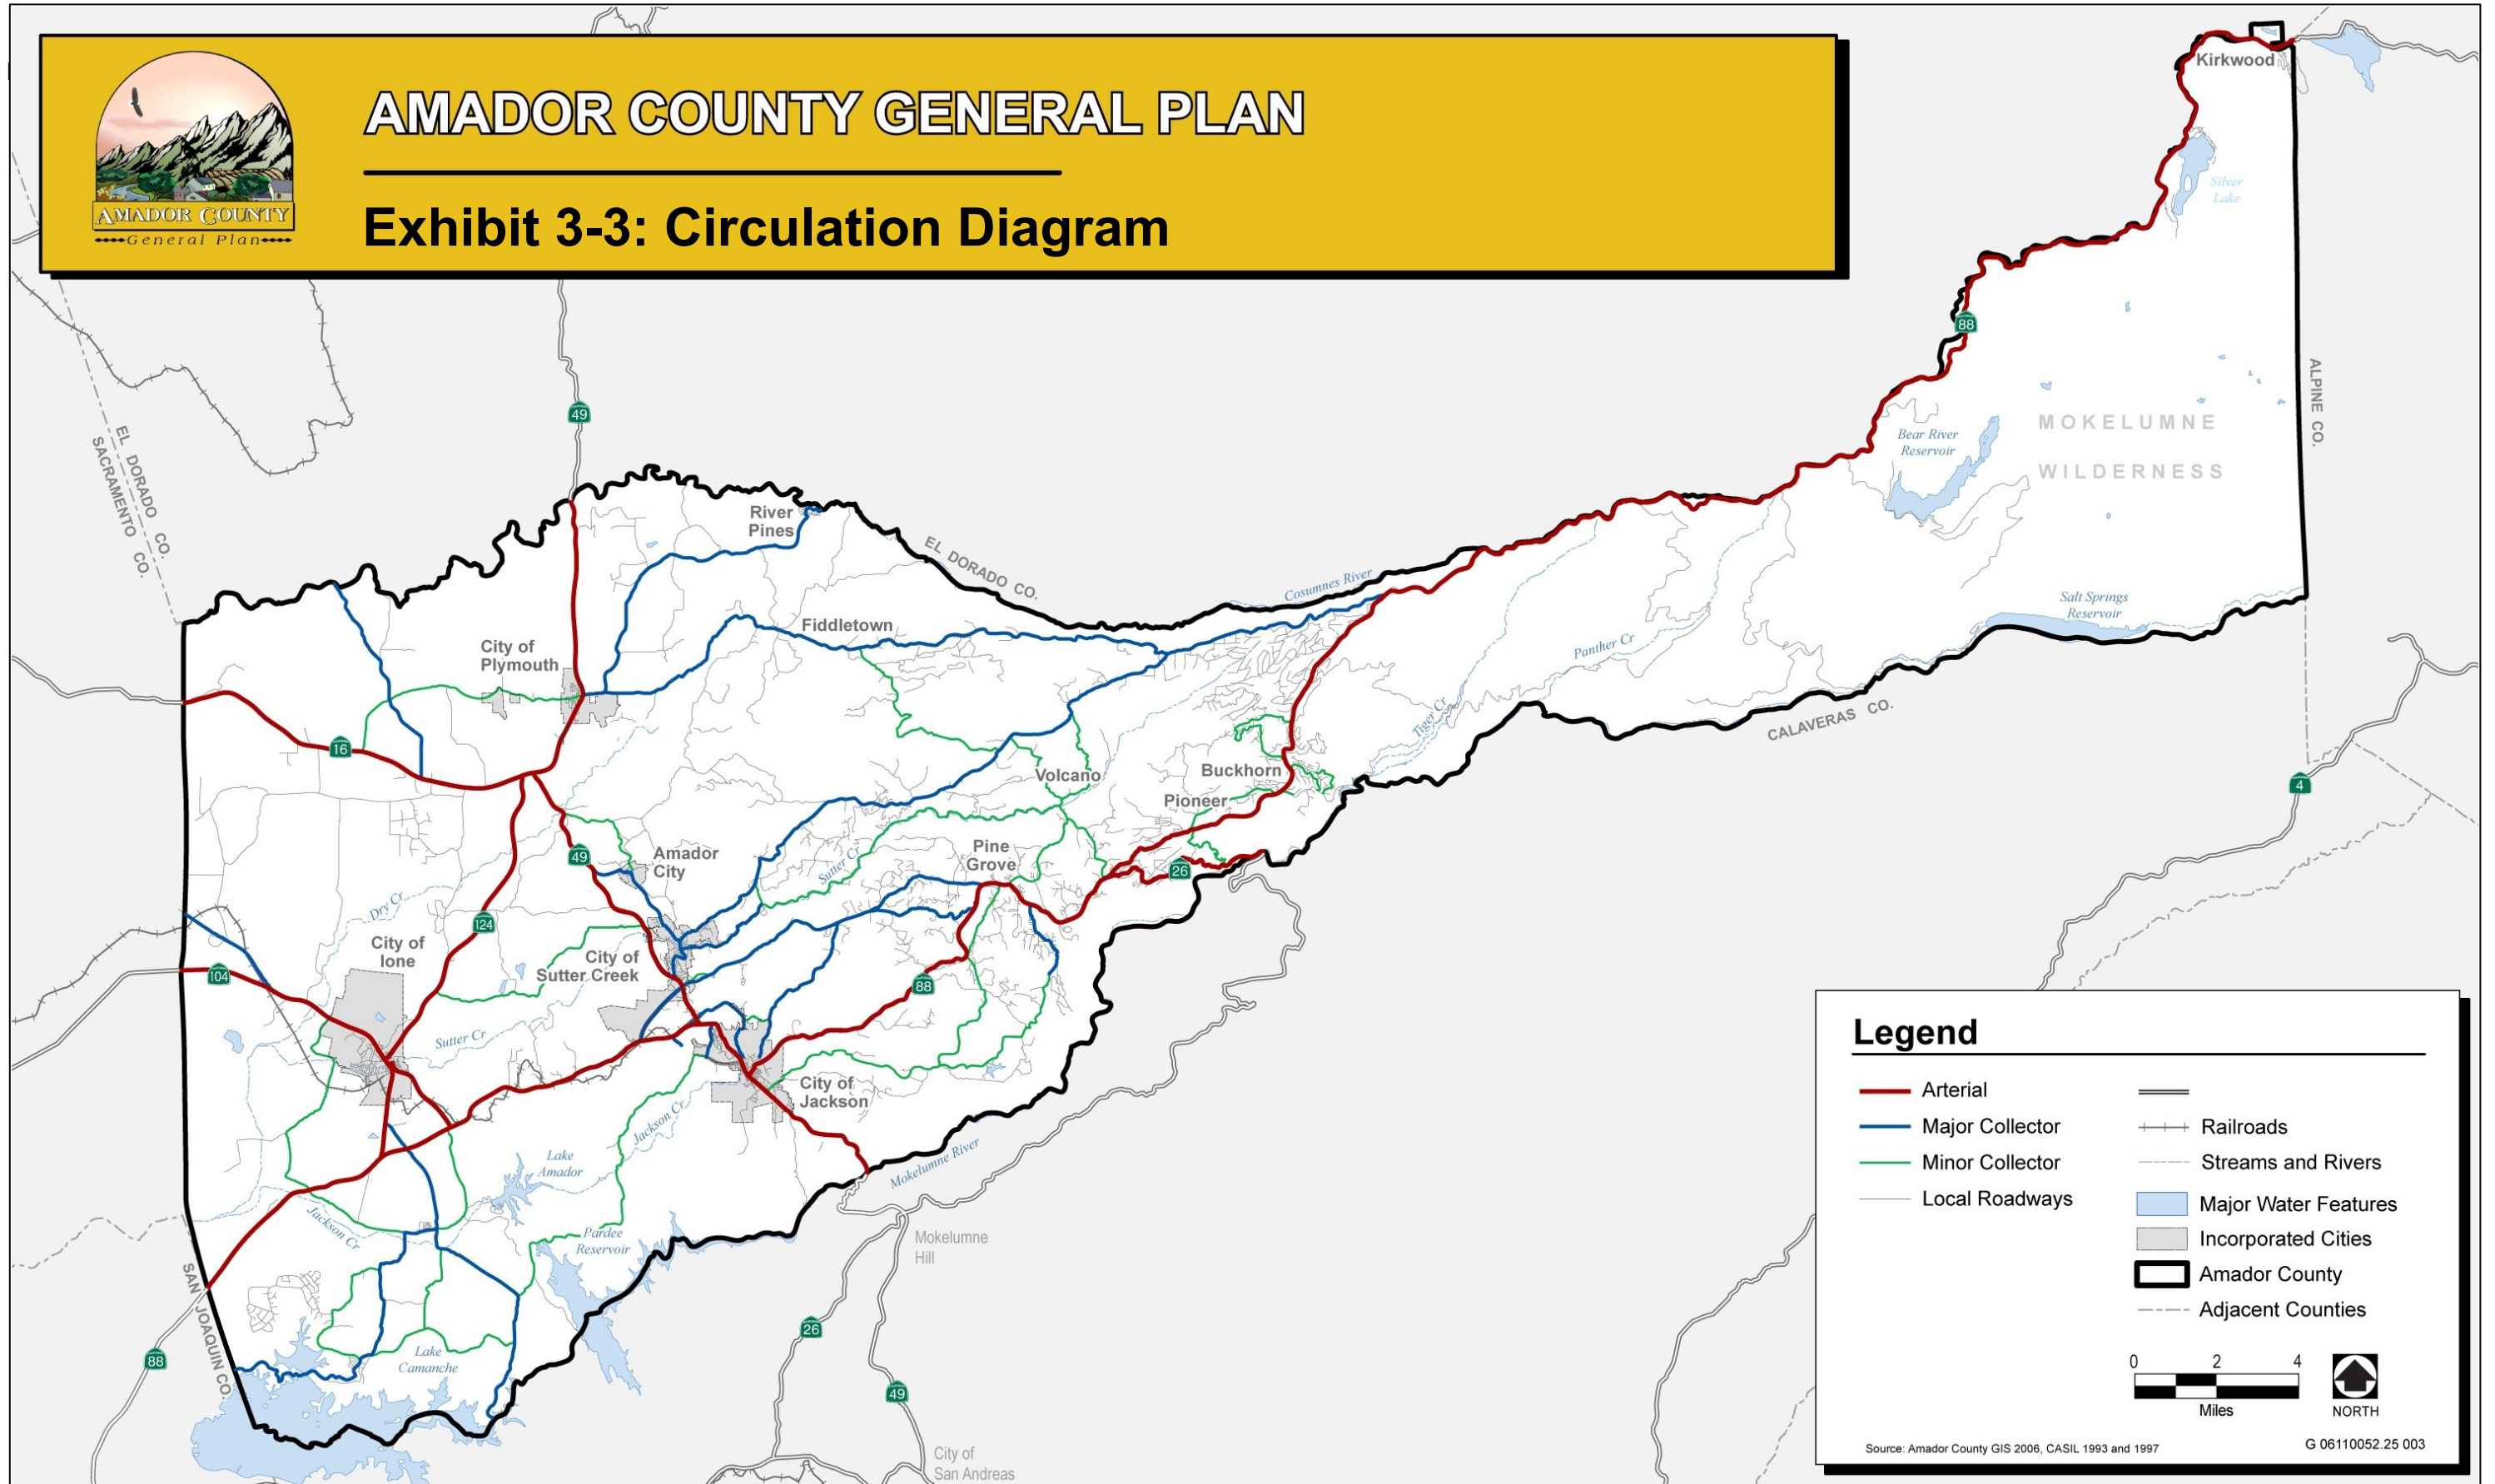 AMADOR COUNTY GENERAL PLAN
Exhibit 3-3: Circulation Diagram
AMADOR COUNTY
General Plan
Kirkwood
Silver
Lake
88
49
ALPINE CO.
MOKELUMNE
WILDERNESS
Bear River
Reservoir
EL DORADO CO.
SACRAMENTO CO.
River
Pines
EL DORADO CO.
Cosumnes River
Salt Springs
Reservoir
Fiddletown
City of
Plymouth
Panther Cr
Tiger Cr
CALAVERAS CO.
16
Volcano
Buckhorn
Pioneer
4
49
Amador
City
Sutter Cr
Pine
Grove
26
Dry Cr
124
City of
Ione
City of
Sutter Creek
104
88
Sutter Cr
City of
Jackson
Jackson Cr
Lake
Amador
Mokelumne River
Jackson Cr
Pardee
Reservoir
Mokelumne
Hill
SAN JOAQUIN CO.
26
88
Lake
Camanche
49
City of
San Andreas
Legend
Arterial
Major Collector
Minor Collector
Local Roadways
Railroads
Streams and Rivers
Major Water Features
Incorporated Cities
Amador County
Adjacent Counties
0 2 4
Miles
NORTH
Source: Amador County GIS 2006, CASIL 1993 and 1997
G 06110052.25 003